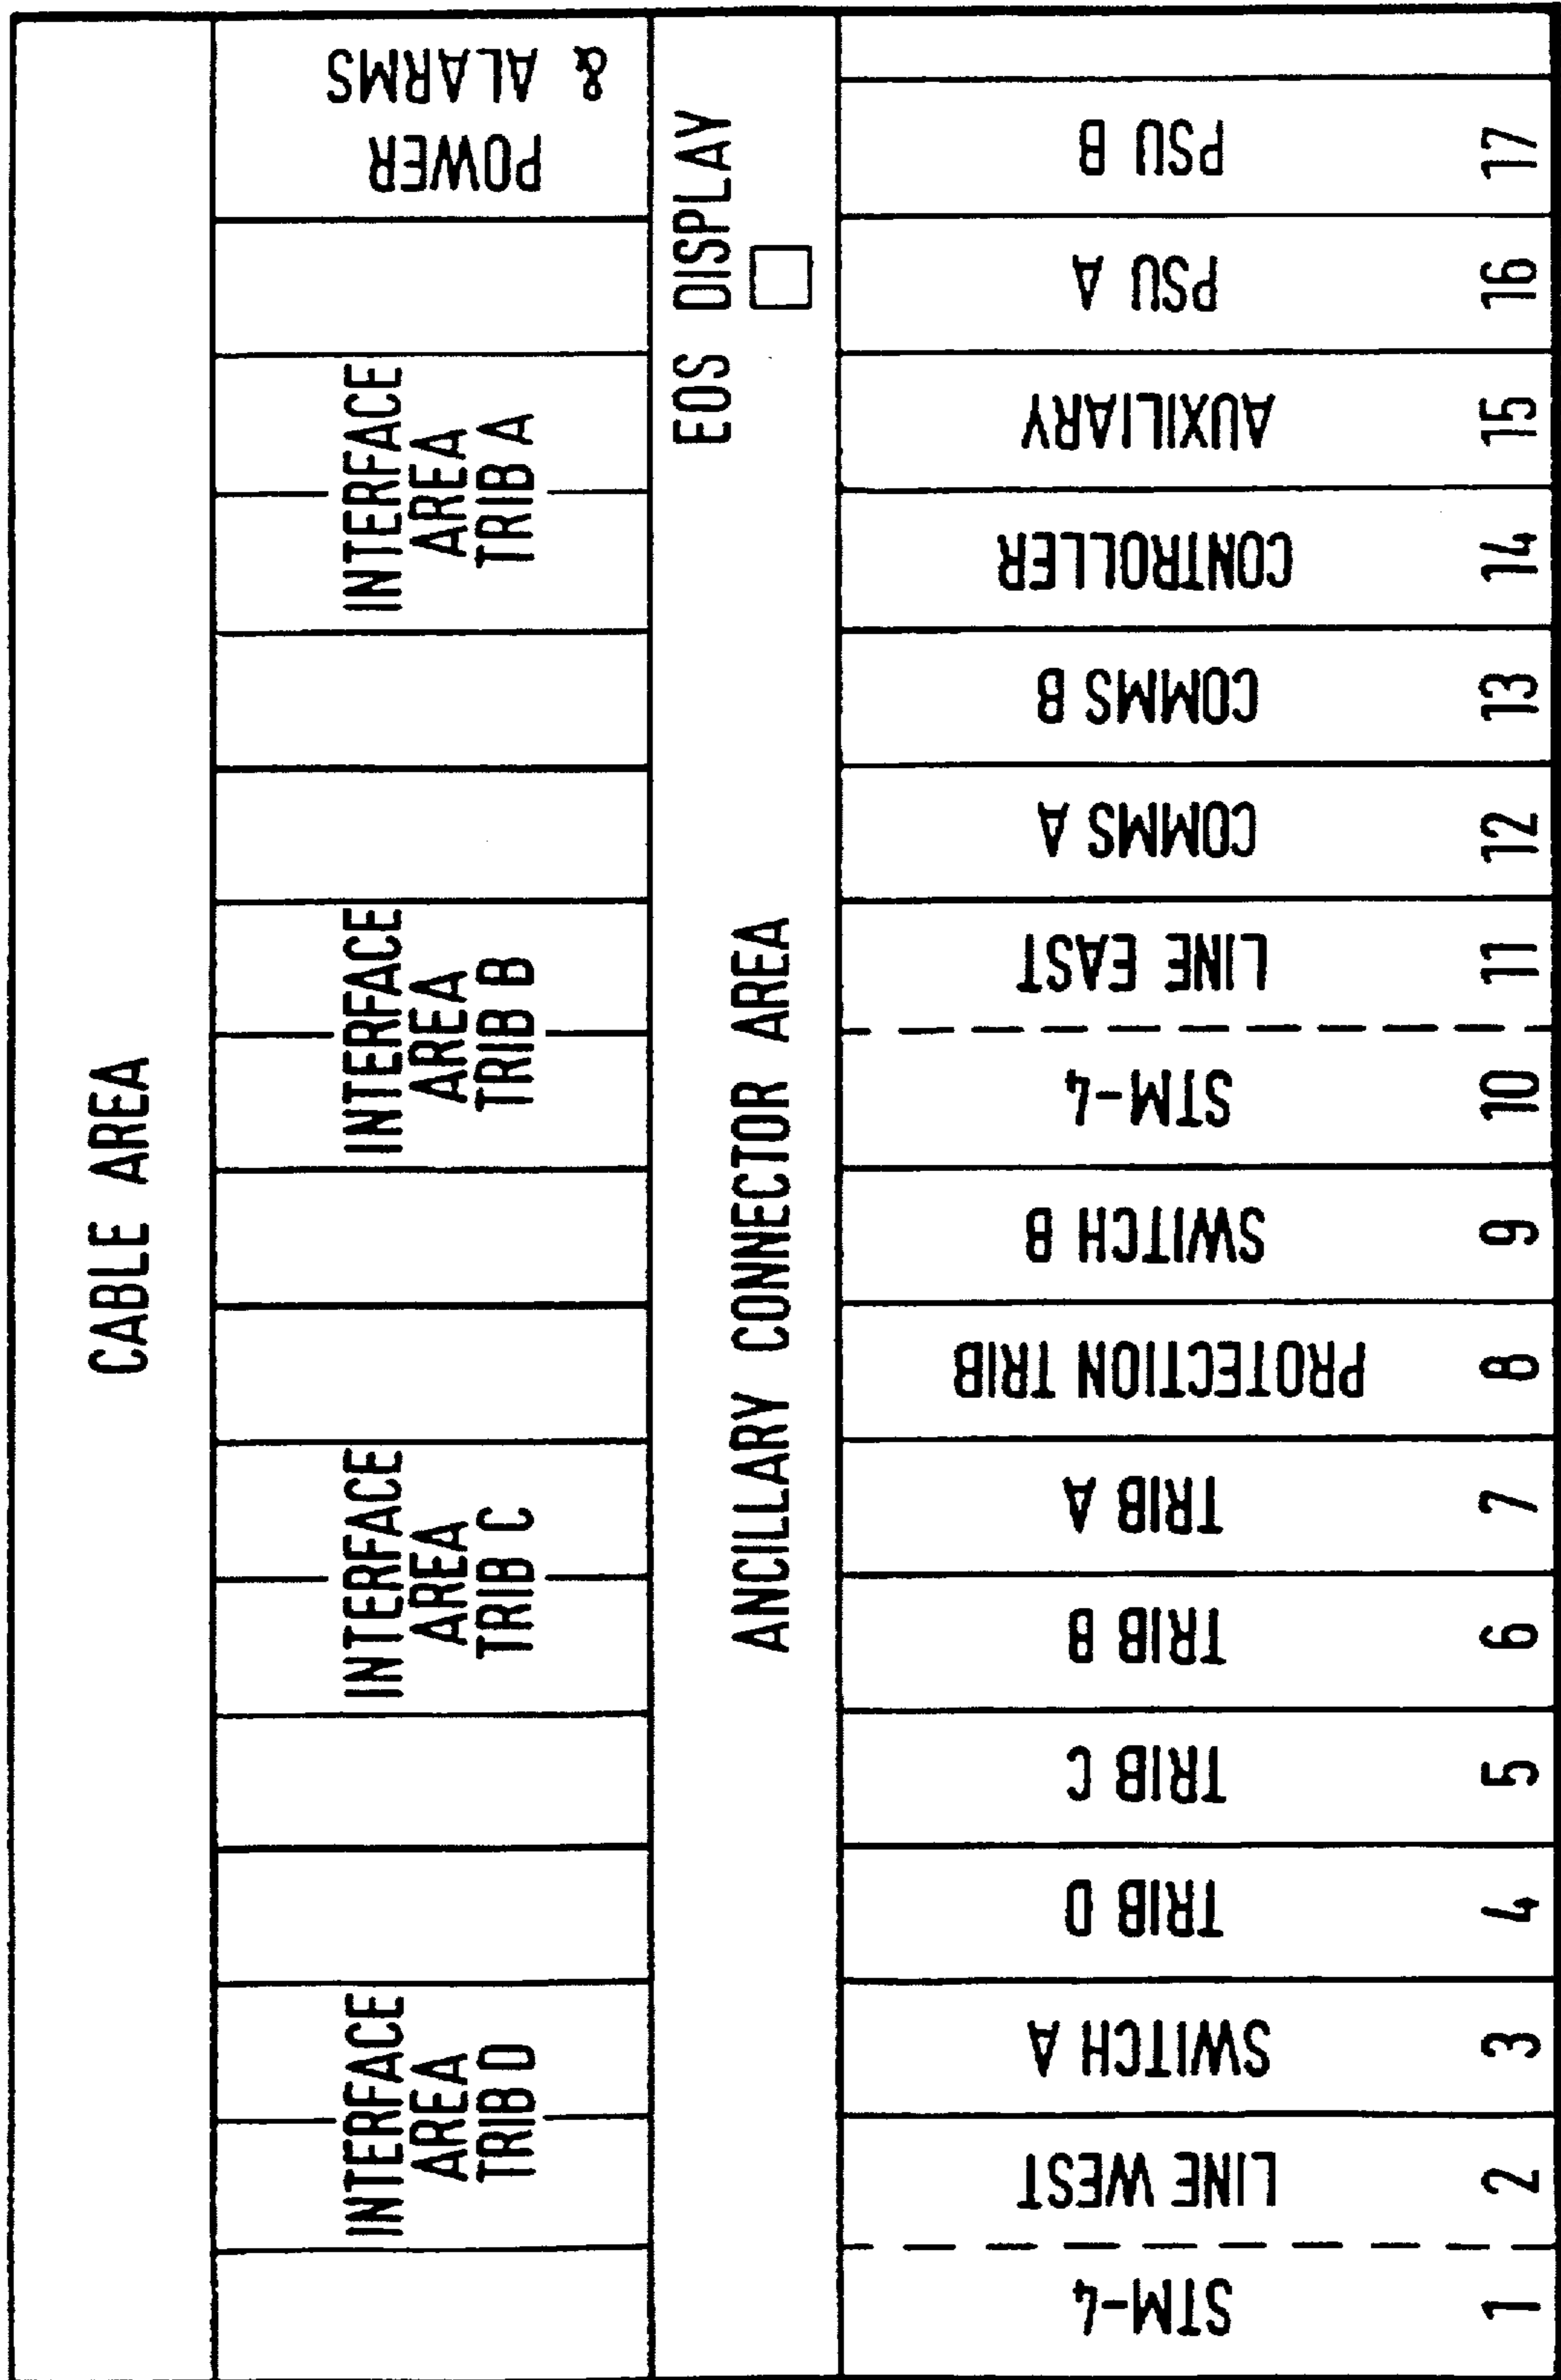 CABLE AREA
INTERFACE
AREA
TRIB D
INTERFACE
AREA
TRIB C
INTERFACE
AREA
TRIB B
INTERFACE
AREA
TRIB A
POWER
& ALARMS
ANCILLARY CONNECTOR AREA
EOS DISPLAY
STM-4
LINE WEST
SWITCH A
TRIB D
TRIB C
TRIB B
TRIB A
PROTECTION TRIB
SWITCH B
STM-4
LINE EAST
COMMS A
COMMS B
CONTROLLER
AUXILIARY
PSU A
PSU B
1
2
3
4
5
6
7
8
9
10
11
12
13
14
15
16
17